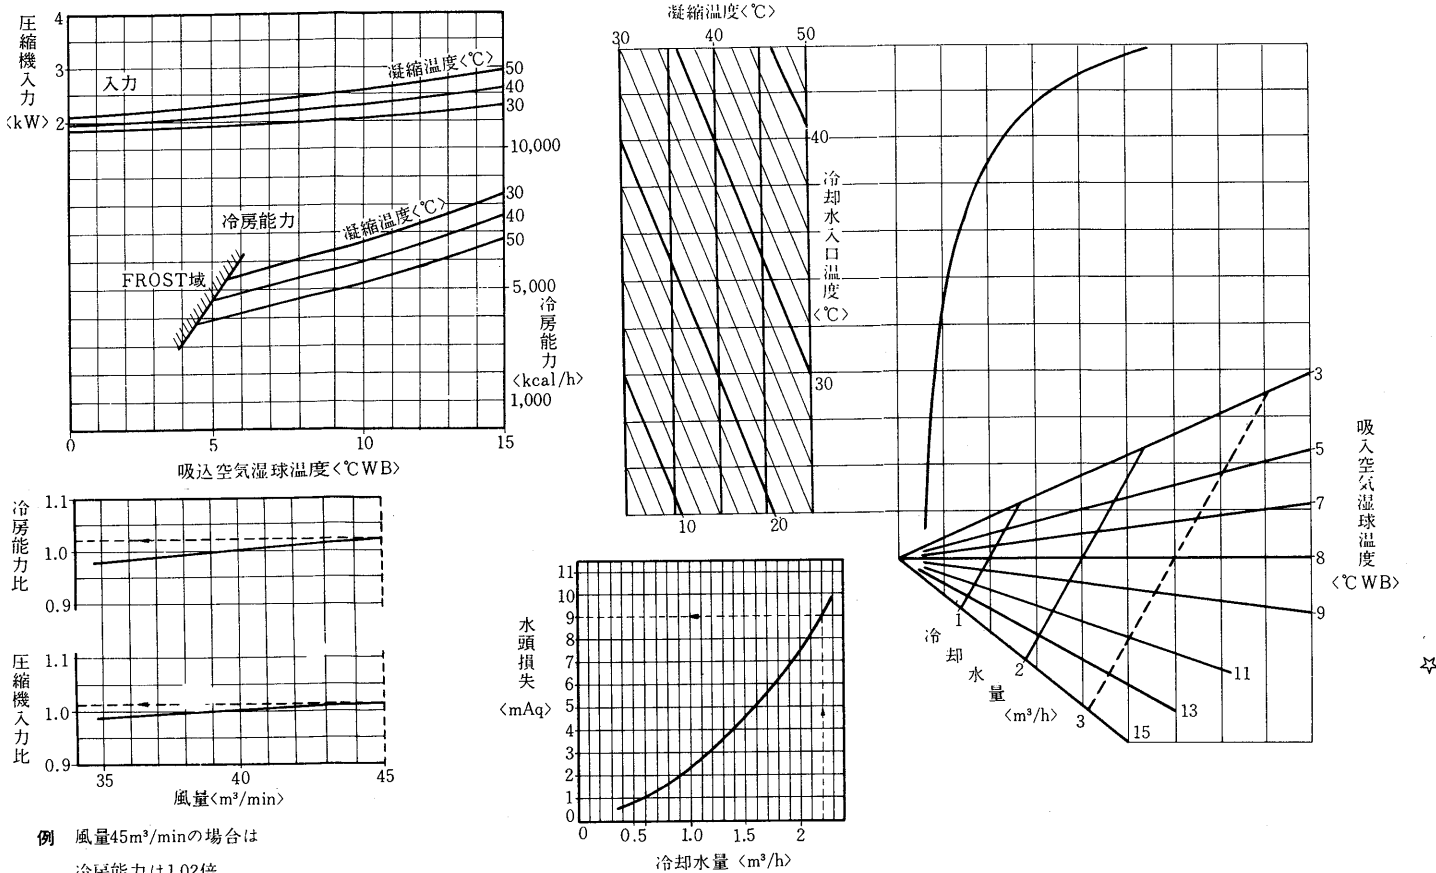 圧縮機入力
<kW>
4
3
2
入力
凝縮温度<℃>
50
40
30
10,000
冷房能力
凝縮温度<℃>
30
40
50
FROST域
5,000
冷房能力
<kcal/h>
1,000
0
5
10
15
吸込空気湿球温度<℃WB>
冷房能力比
1.1
1.0
0.9
圧縮機入力比
1.1
1.0
0.9
35
40
45
風量<m³/min>
例 風量45m³/minの場合は
冷房能力は1.02倍
凝縮温度<℃>
30
40
50
40
冷却水入口温度
<℃>
30
10
20
水頭損失
<mAq>
11
10
9
8
7
6
5
4
3
2
1
0
0
0.5
1.0
1.5
2
冷却水量<m³/h>
3
5
7
8
9
11
13
15
吸入空気湿球温度
<℃WB>
1
2
3
冷却水量
<m³/h>
☆